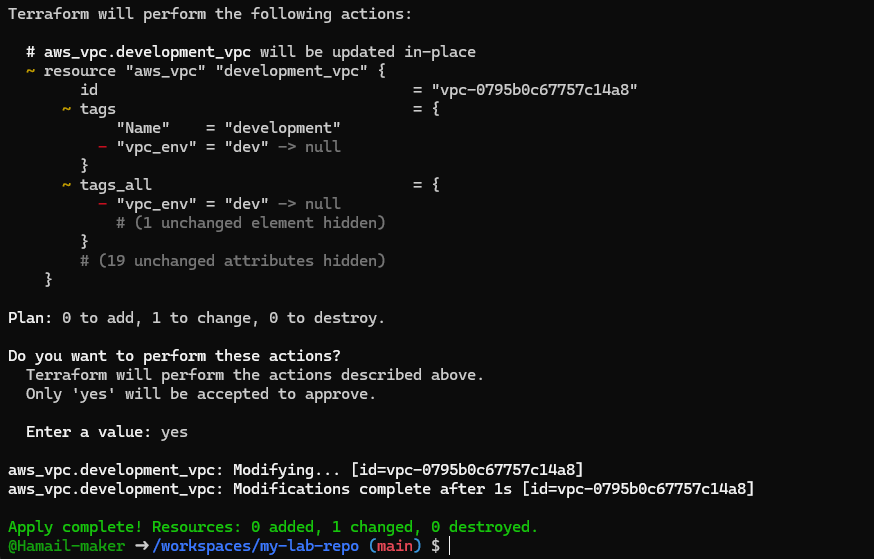 Terraform will perform the following actions:
# aws_vpc.development_vpc will be updated in-place
~ resource "aws_vpc" "development_vpc" {
id = "vpc-0795b0c67757c14a8"
~ tags = {
"Name" = "development"
- "vpc_env" = "dev" -> null
}
~ tags_all = {
- "vpc_env" = "dev" -> null
# (1 unchanged element hidden)
}
# (19 unchanged attributes hidden)
}
Plan: 0 to add, 1 to change, 0 to destroy.
Do you want to perform these actions?
Terraform will perform the actions described above.
Only 'yes' will be accepted to approve.
Enter a value: yes
aws_vpc.development_vpc: Modifying... [id=vpc-0795b0c67757c14a8]
aws_vpc.development_vpc: Modifications complete after 1s [id=vpc-0795b0c67757c14a8]
Apply complete! Resources: 0 added, 1 changed, 0 destroyed.
@Hamail-maker ➜ /workspaces/my-lab-repo (main) $